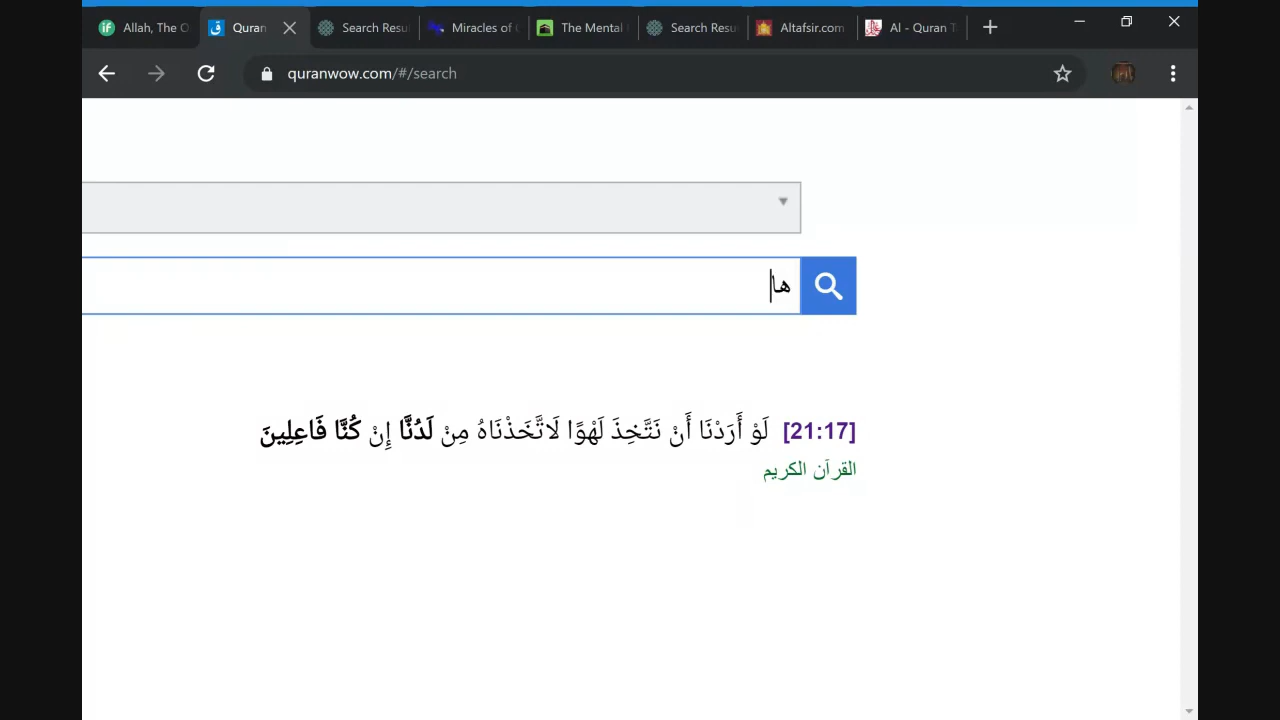 Allah, The O
Quran
Search Resu
Miracles of
The Mental
Search Resu
Altafsir.com
Al - Quran T
quranwow.com/#/search
ها
[21:17] لَوْ أَرَدْنَا أَنْ نَتَّخِذَ لَهْوًا لَاتَّخَذْنَاهُ مِنْ لَدُنَّا إِنْ كُنَّا فَاعِلِينَ
القرآن الكريم